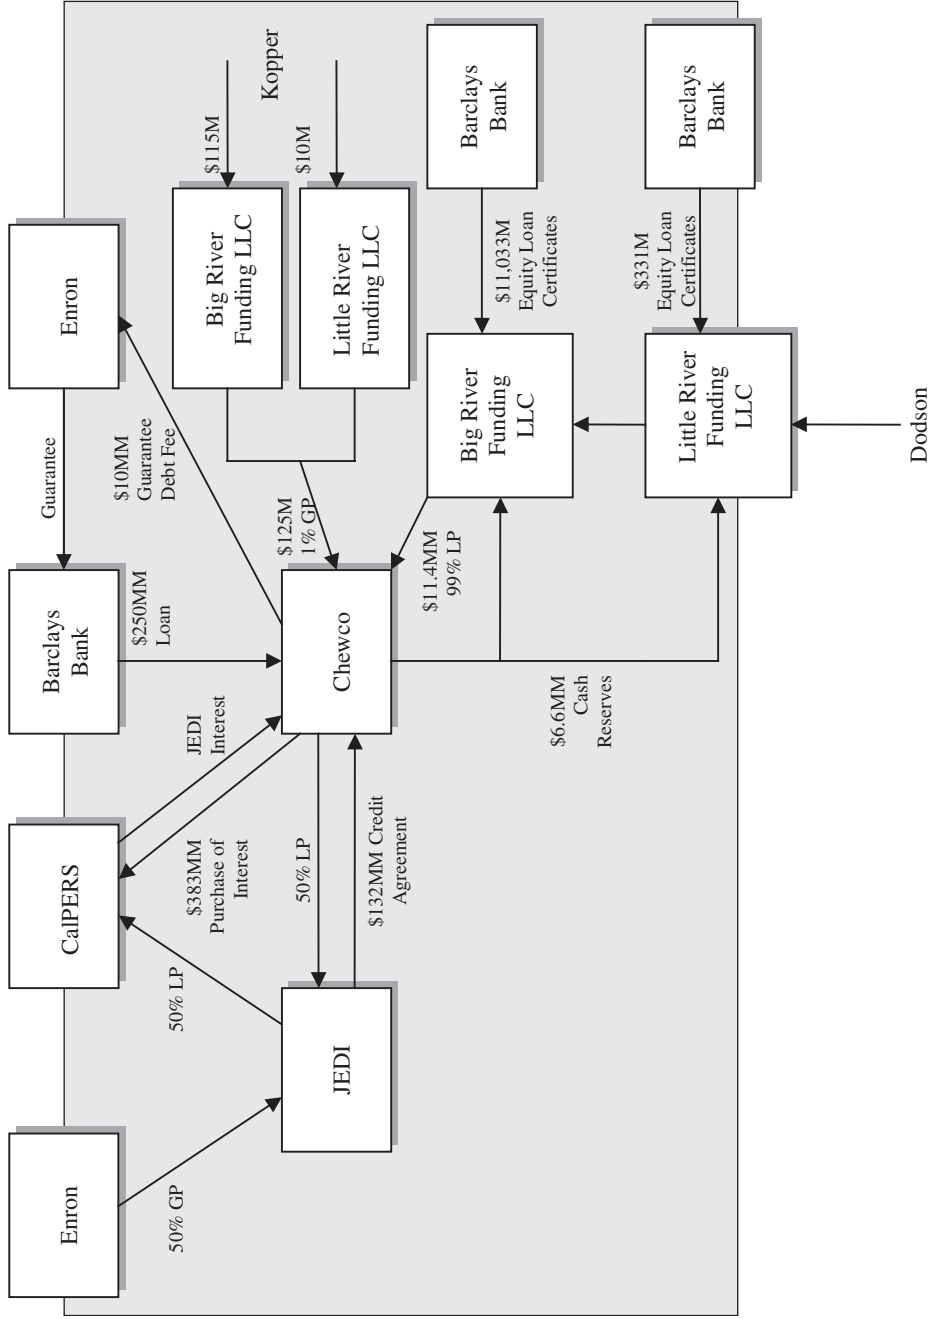 Enron
CalPERS
Barclays
Bank
Guarantee
Enron
50% GP
50% LP
JEDI
Interest
$383MM
Purchase of
Interest
$250MM
Loan
$10MM
Guarantee
Debt Fee
Big River
Funding LLC
$115M
Kopper
Little River
Funding LLC
$10M
$125M
1% GP
JEDI
50% LP
$132MM Credit
Agreement
Chewco
$11.4MM
99% LP
Big River
Funding
LLC
$11,033M
Equity Loan
Certificates
Barclays
Bank
$6.6MM
Cash
Reserves
Little River
Funding
LLC
$331M
Equity Loan
Certificates
Barclays
Bank
Dodson